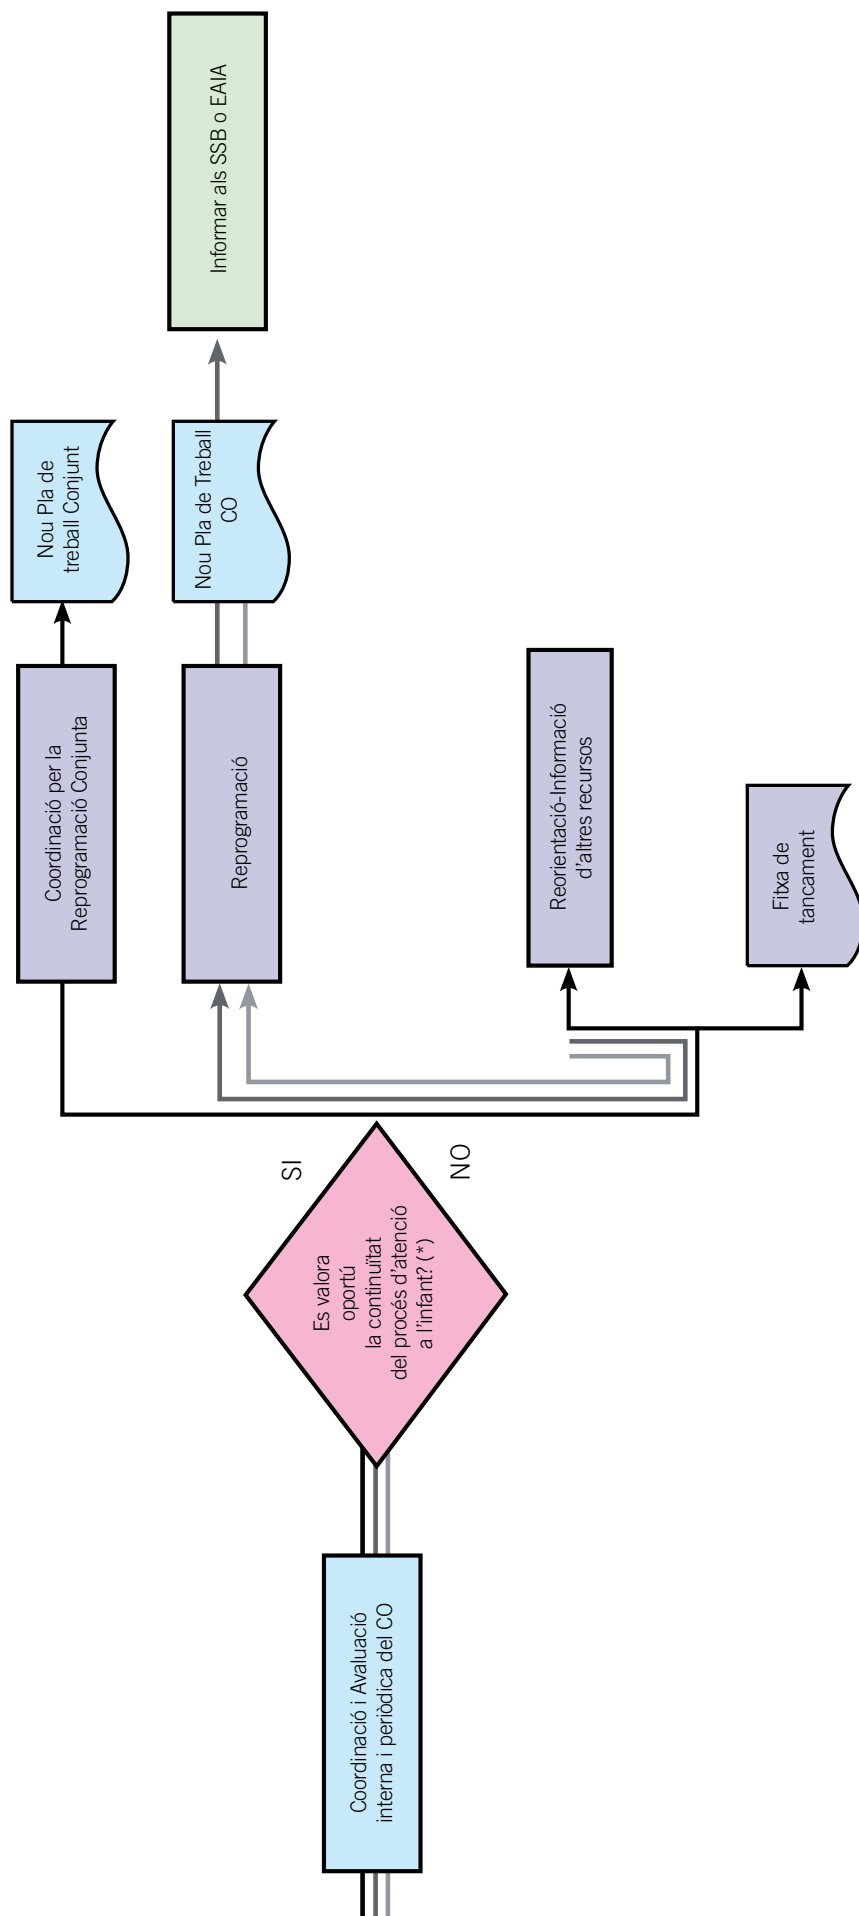 Coordinació i Avaluació
interna i periòdica del CO
Es valora
oportú
la continuïtat
del procés d'atenció
a l'infant? (*)
SI
NO
Coordinació per la
Reprogramació Conjunta
Nou Pla de
treball Conjunt
Reprogramació
Nou Pla de Treball
CO
Informar als SSB o EAIA
Reorientació-Informació
d'altres recursos
Fitxa de
tancament